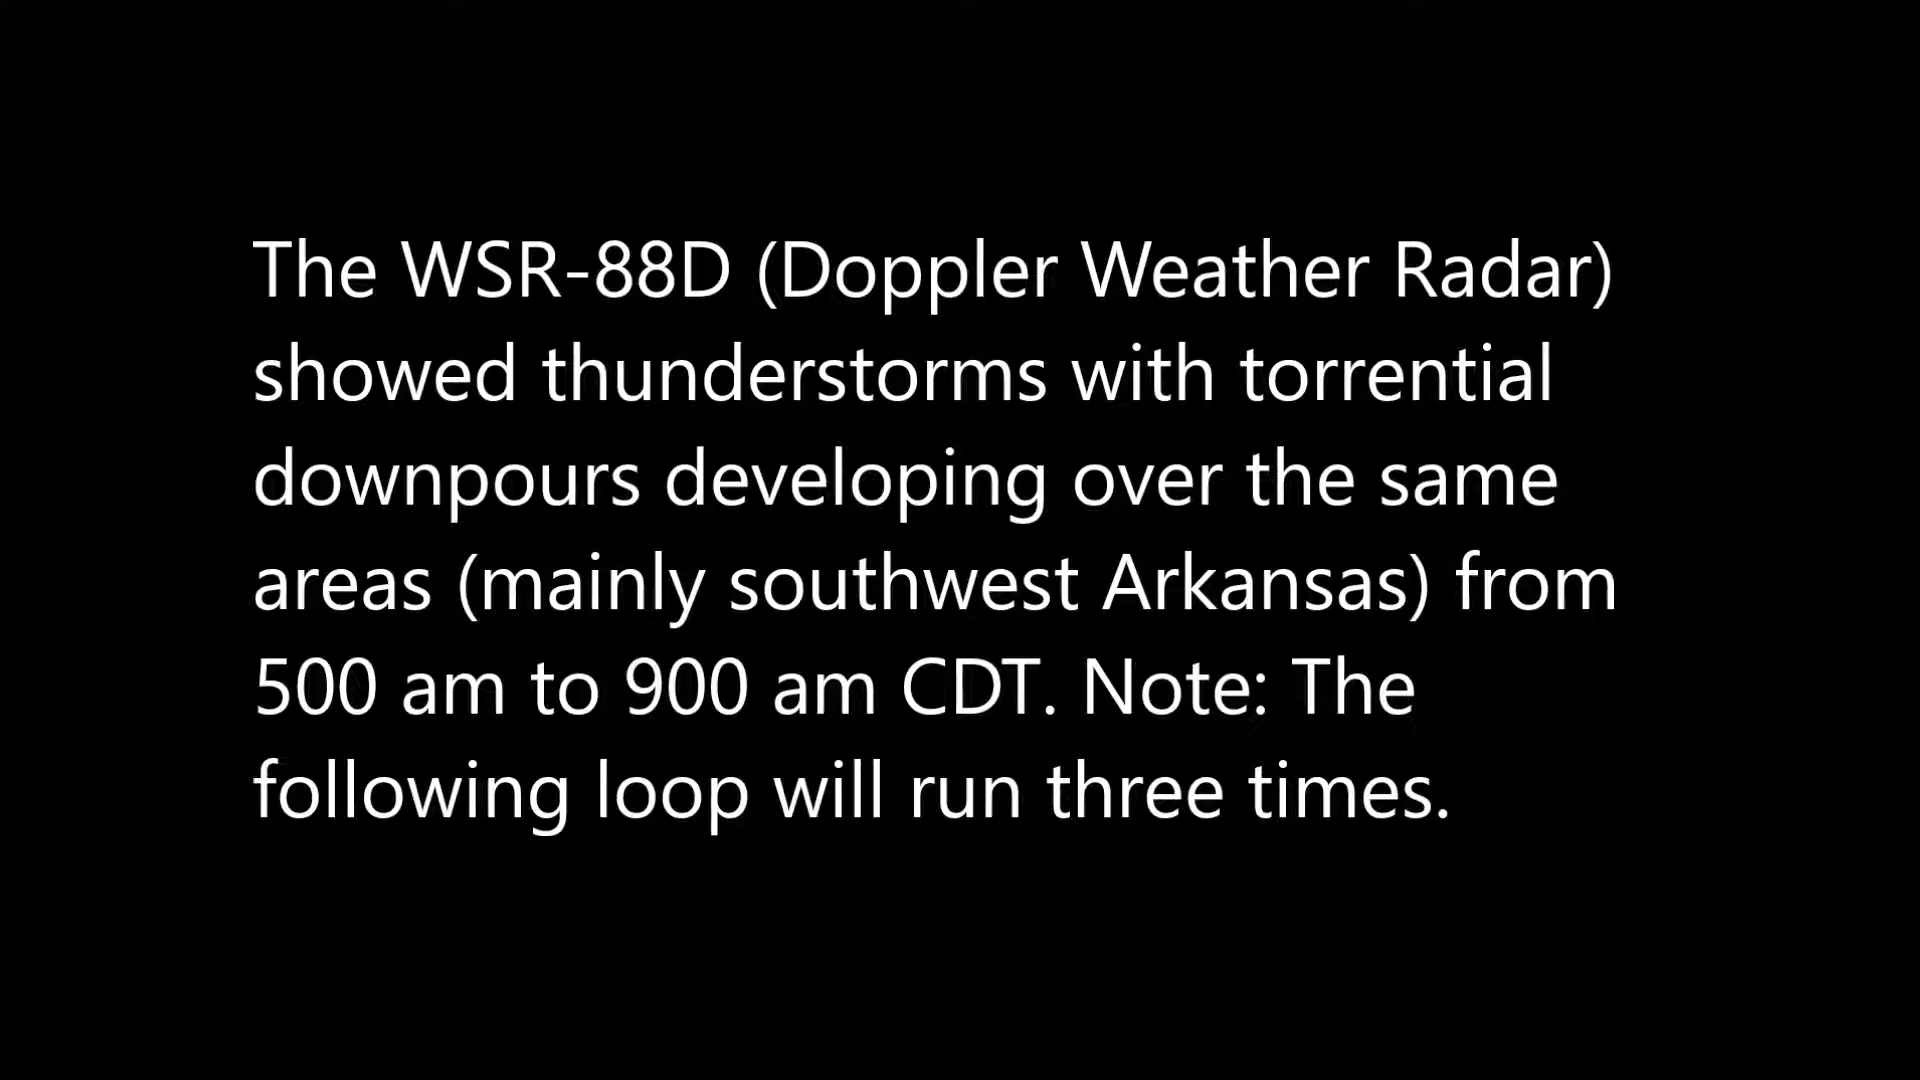 The WSR-88D (Doppler Weather Radar)
showed thunderstorms with torrential
downpours developing over the same
areas (mainly southwest Arkansas) from
500 am to 900 am CDT. Note: The
following loop will run three times.